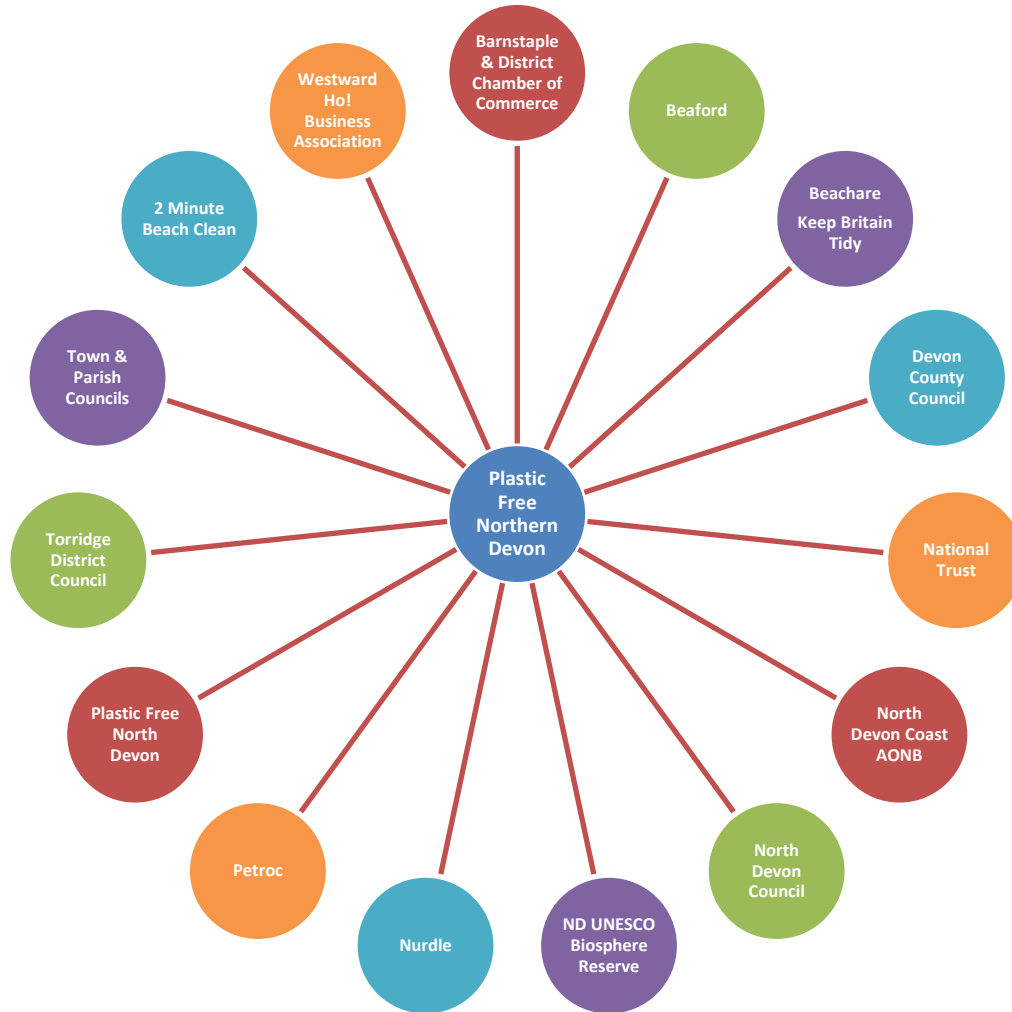 Barnstaple
& District
Chamber of
Commerce
Beaford
Beachare
Keep Britain
Tidy
Devon
County
Council
National
Trust
North
Devon Coast
AONB
North
Devon
Council
ND UNESCO
Biosphere
Reserve
Nurdle
Petroc
Plastic Free
North
Devon
Torridge
District
Council
Town &
Parish
Councils
2 Minute
Beach Clean
Westward
Ho!
Business
Association
Plastic
Free
Northern
Devon